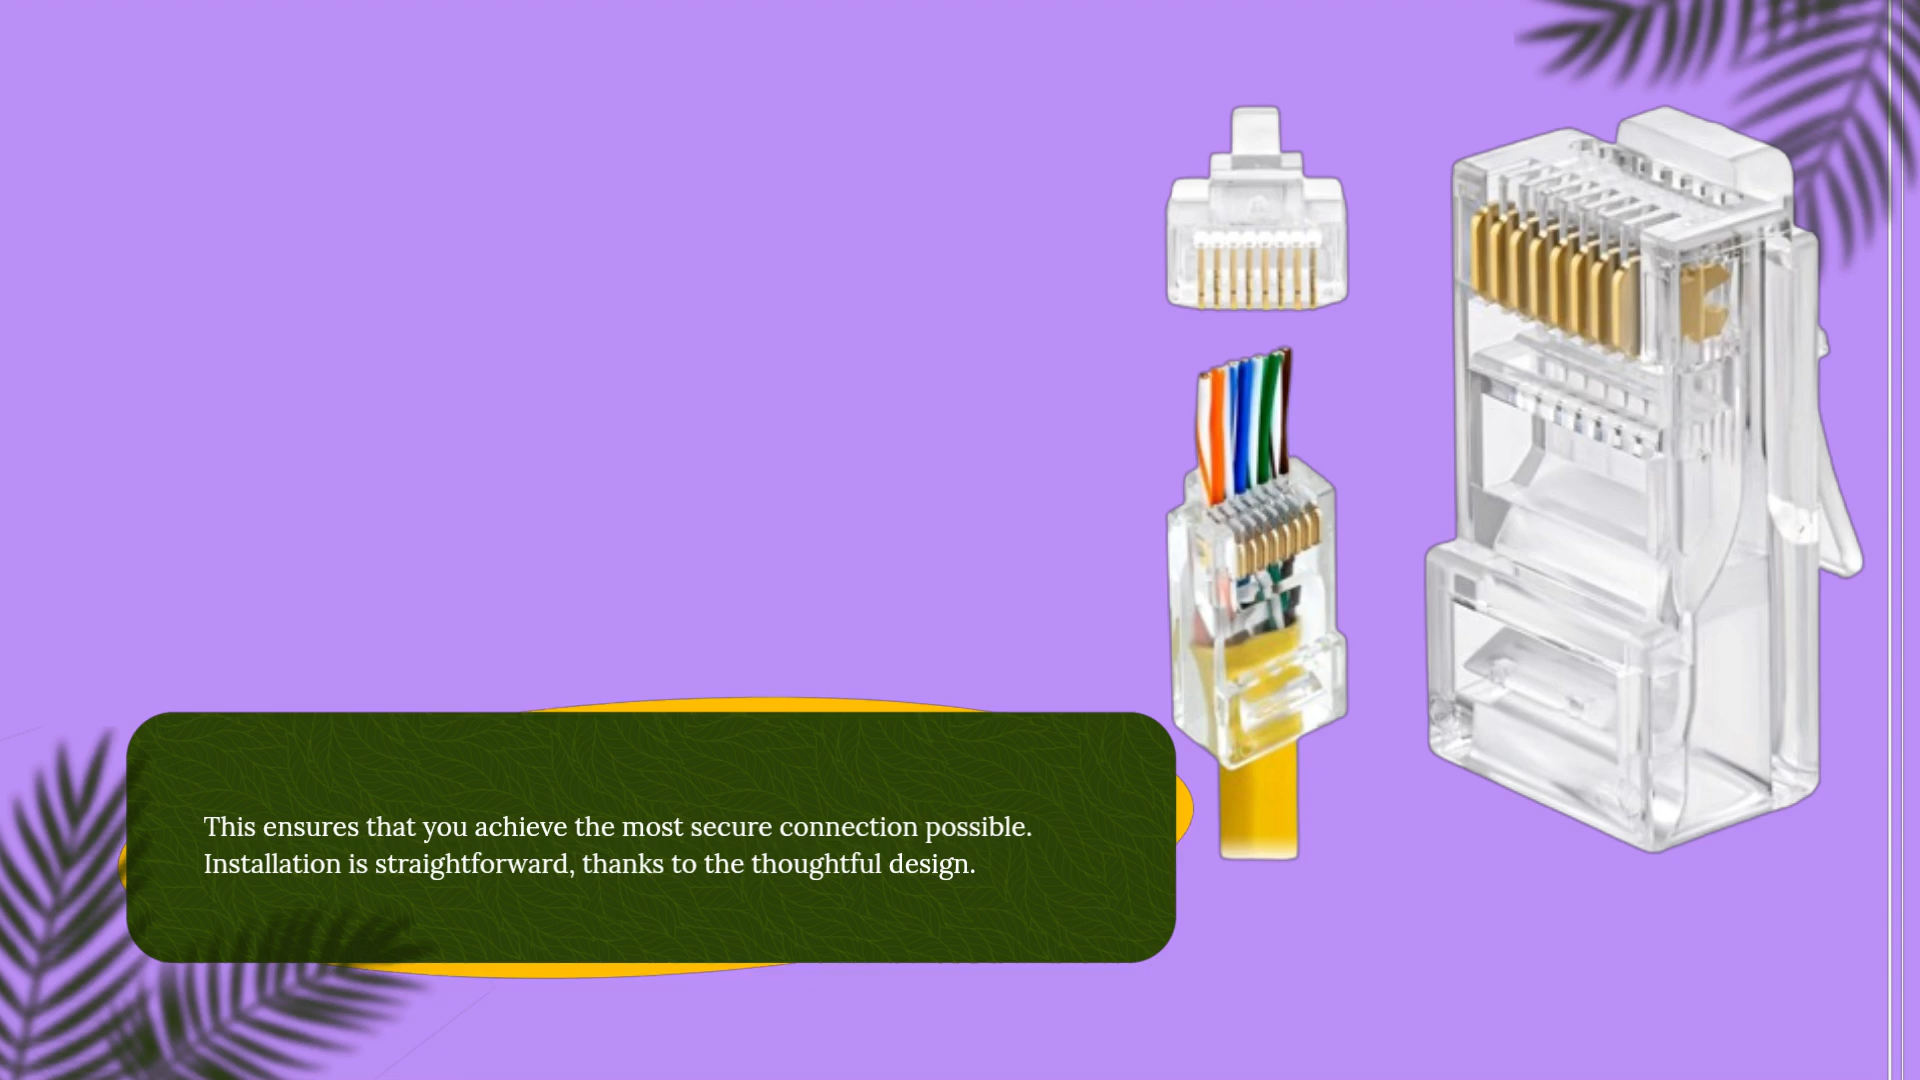 This ensures that you achieve the most secure connection possible.
Installation is straightforward, thanks to the thoughtful design.